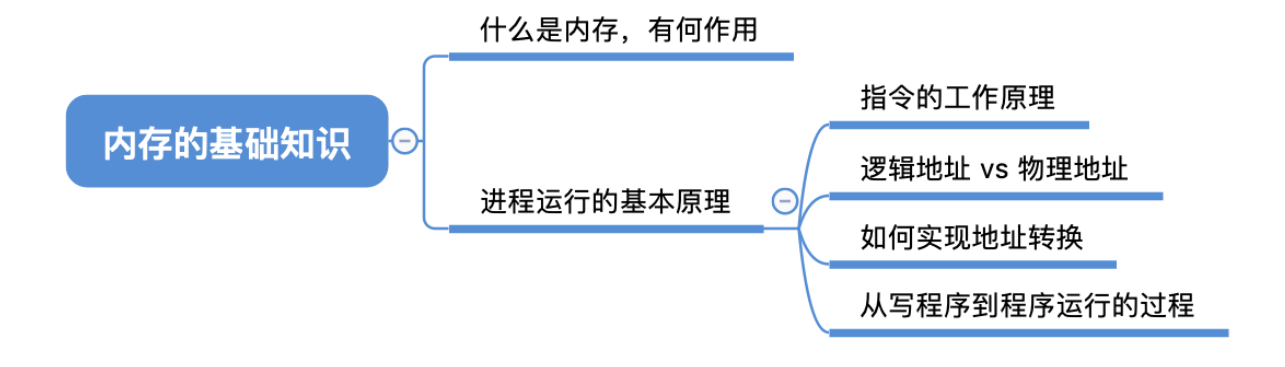 内存的基础知识
什么是内存，有何作用
进程运行的基本原理
指令的工作原理
逻辑地址 vs 物理地址
如何实现地址转换
从写程序到程序运行的过程